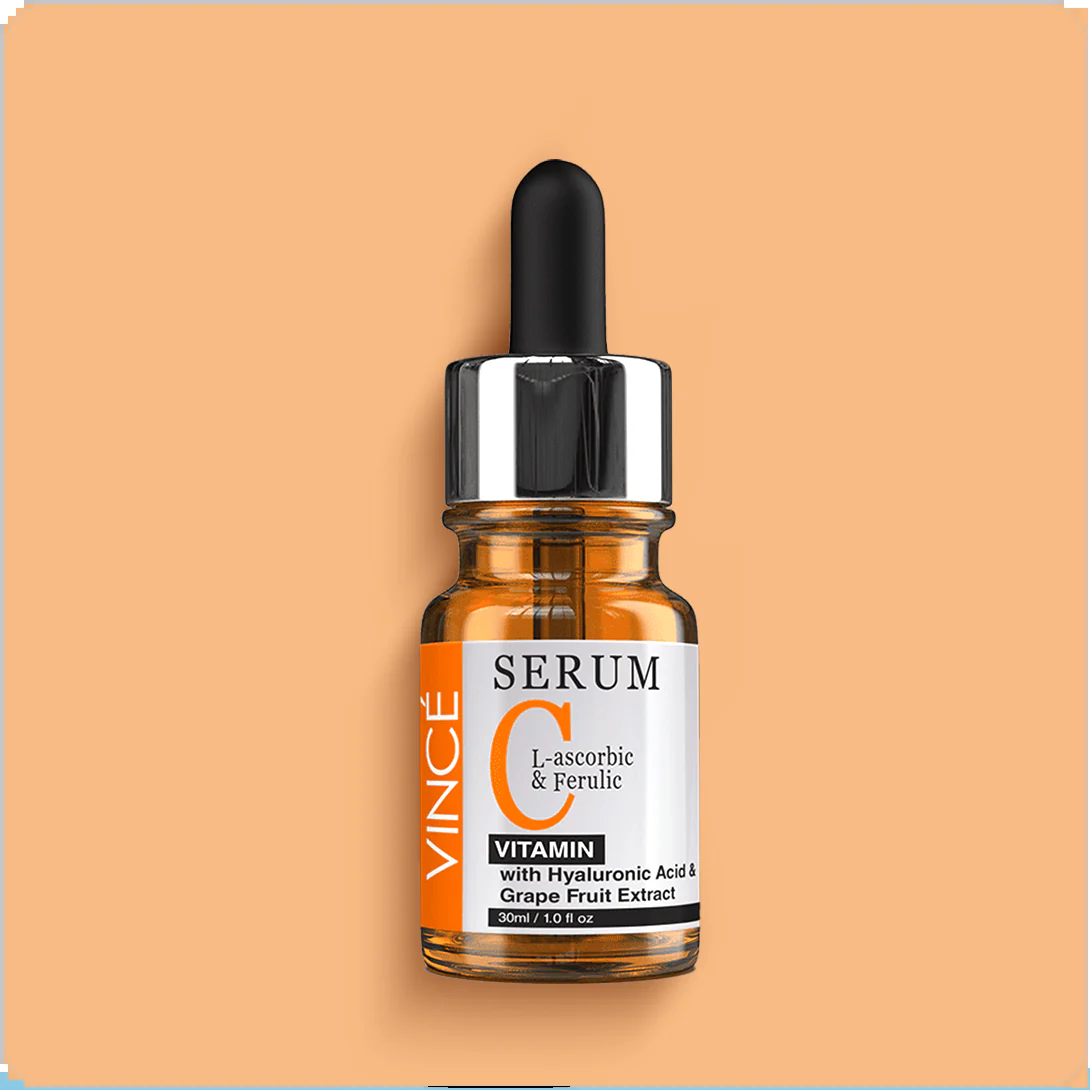 VINCÉ
SERUM
C
L-ascorbic
& Ferulic
VITAMIN
with Hyaluronic Acid &
Grape Fruit Extract
30ml / 1.0 fl oz